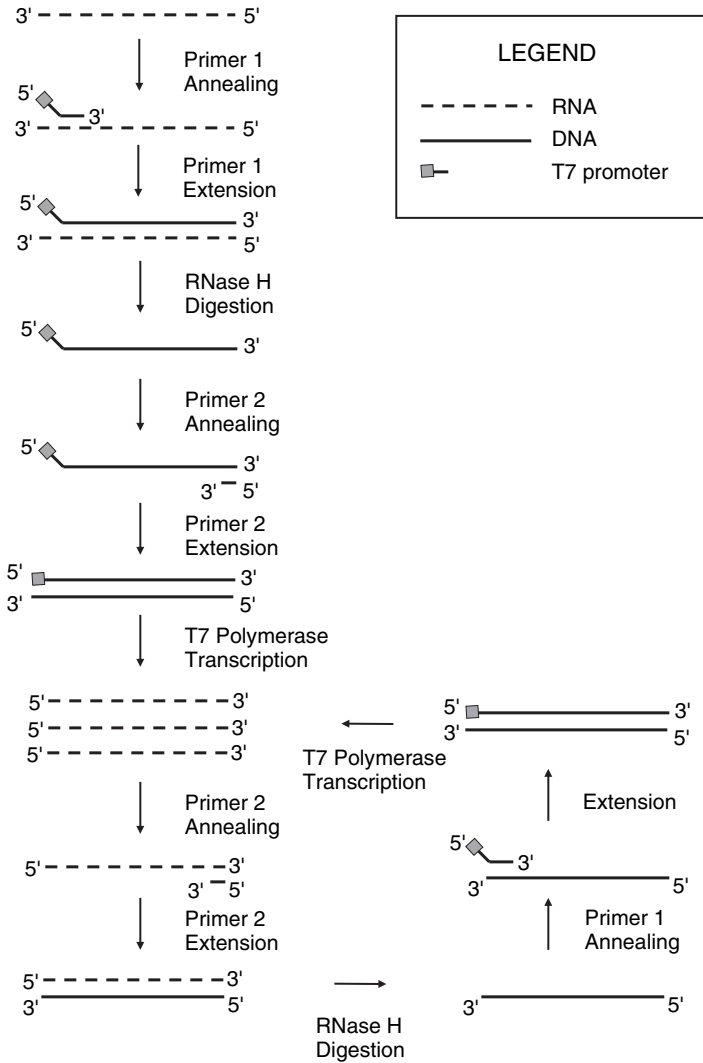 3' 5'
Primer 1
Annealing
5'
3'
3' 5'
Primer 1
Extension
5' 3'
3' 5'
RNase H
Digestion
5' 3'
Primer 2
Annealing
5' 3'
3' 5'
Primer 2
Extension
5' 3'
3' 5'
T7 Polymerase
Transcription
5' 3'
5' 3'
5' 3'
Primer 2
Annealing
5' 3'
3' 5'
Primer 2
Extension
5' 3'
3' 5'
RNase H
Digestion
3' 5'
Primer 1
Annealing
5' 3'
3' 5'
Extension
5' 3'
3' 5'
T7 Polymerase
Transcription
LEGEND
RNA
DNA
T7 promoter